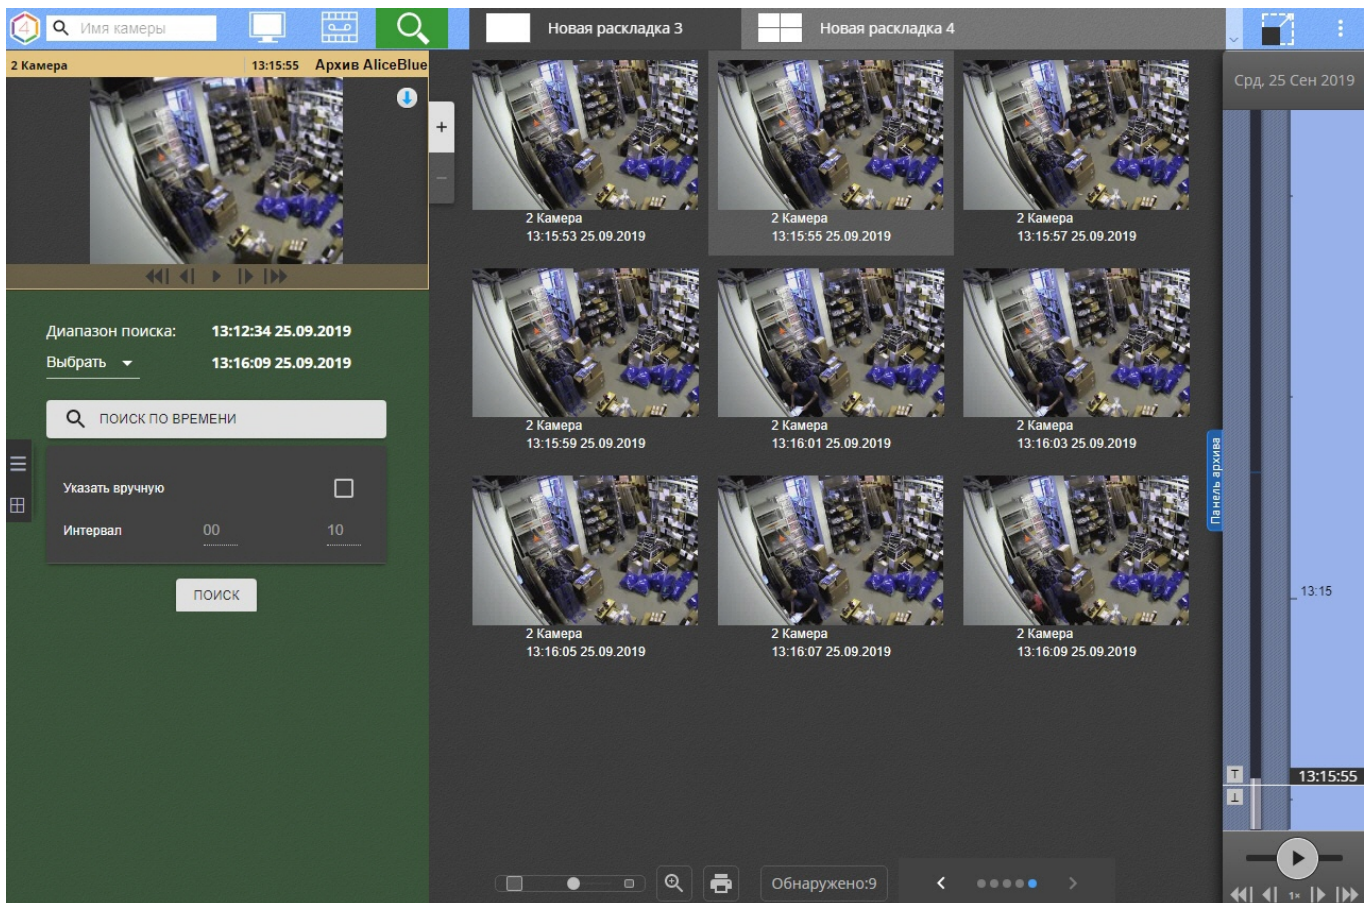 4
Имя камеры
Новая раскладка 3
Новая раскладка 4
2 Камера
13:15:55
Архив AliceBlue
Срд, 25 Сен 2019
+
−
2 Камера
13:15:53 25.09.2019
2 Камера
13:15:55 25.09.2019
2 Камера
13:15:57 25.09.2019
Диапазон поиска:
13:12:34 25.09.2019
Выбрать
13:16:09 25.09.2019
ПОИСК ПО ВРЕМЕНИ
Указать вручную
Интервал
00
10
ПОИСК
2 Камера
13:15:59 25.09.2019
2 Камера
13:16:01 25.09.2019
2 Камера
13:16:03 25.09.2019
2 Камера
13:16:05 25.09.2019
2 Камера
13:16:07 25.09.2019
2 Камера
13:16:09 25.09.2019
Панель архива
13:15
13:15:55
Обнаружено:9
1×